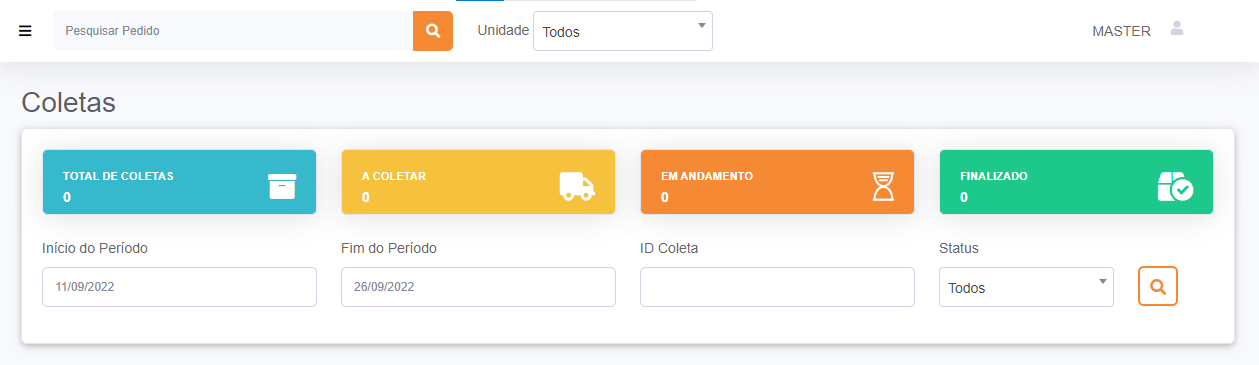 Pesquisar Pedido
Unidade
Todos
MASTER
Coletas
TOTAL DE COLETAS
0
A COLETAR
0
EM ANDAMENTO
0
FINALIZADO
0
Início do Período
Fim do Período
ID Coleta
Status
11/09/2022
26/09/2022
Todos